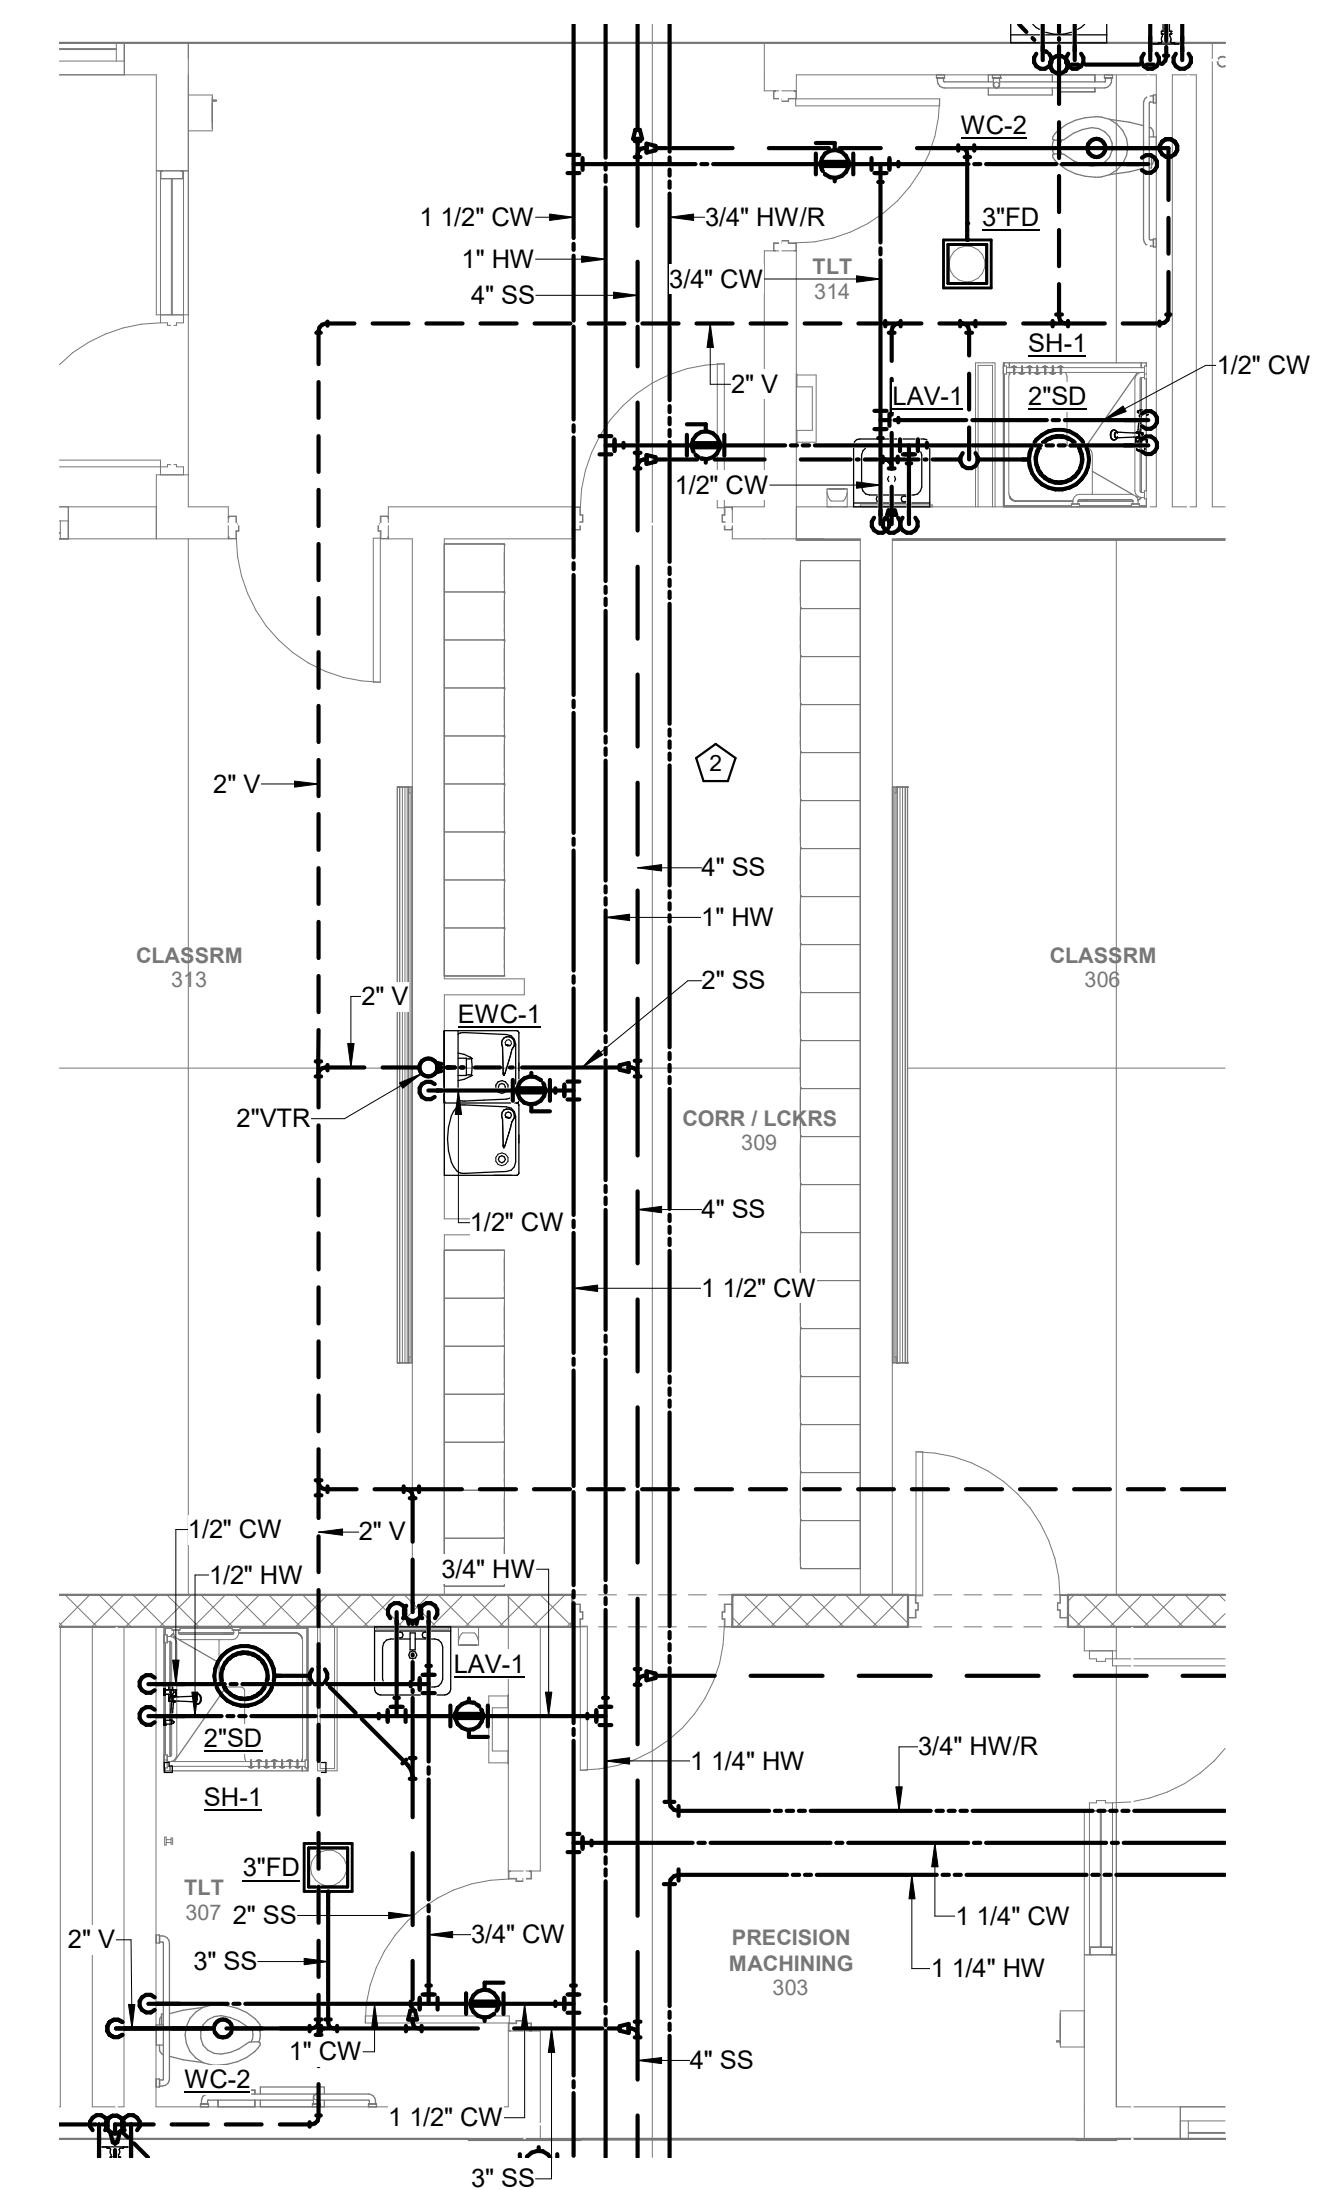 WC-2
1 1/2" CW
3/4" HW/R
3"FD
1" HW
TLT
314
3/4" CW
4" SS
SH-1
1/2" CW
2" V
LAV-1
2"SD
1/2" CW
2
2" V
4" SS
1" HW
CLASSRM
313
CLASSRM
306
2" SS
2" V
EWC-1
2"VTR
CORR / LCKRS
309
4" SS
1/2" CW
1 1/2" CW
1/2" CW
2" V
1/2" HW
3/4" HW
LAV-1
2"SD
3/4" HW/R
1 1/4" HW
SH-1
3"FD
TLT
307
2" SS
1 1/4" CW
2" V
3/4" CW
PRECISION
MACHINING
303
3" SS
1 1/4" HW
1" CW
4" SS
WC-2
1 1/2" CW
3" SS